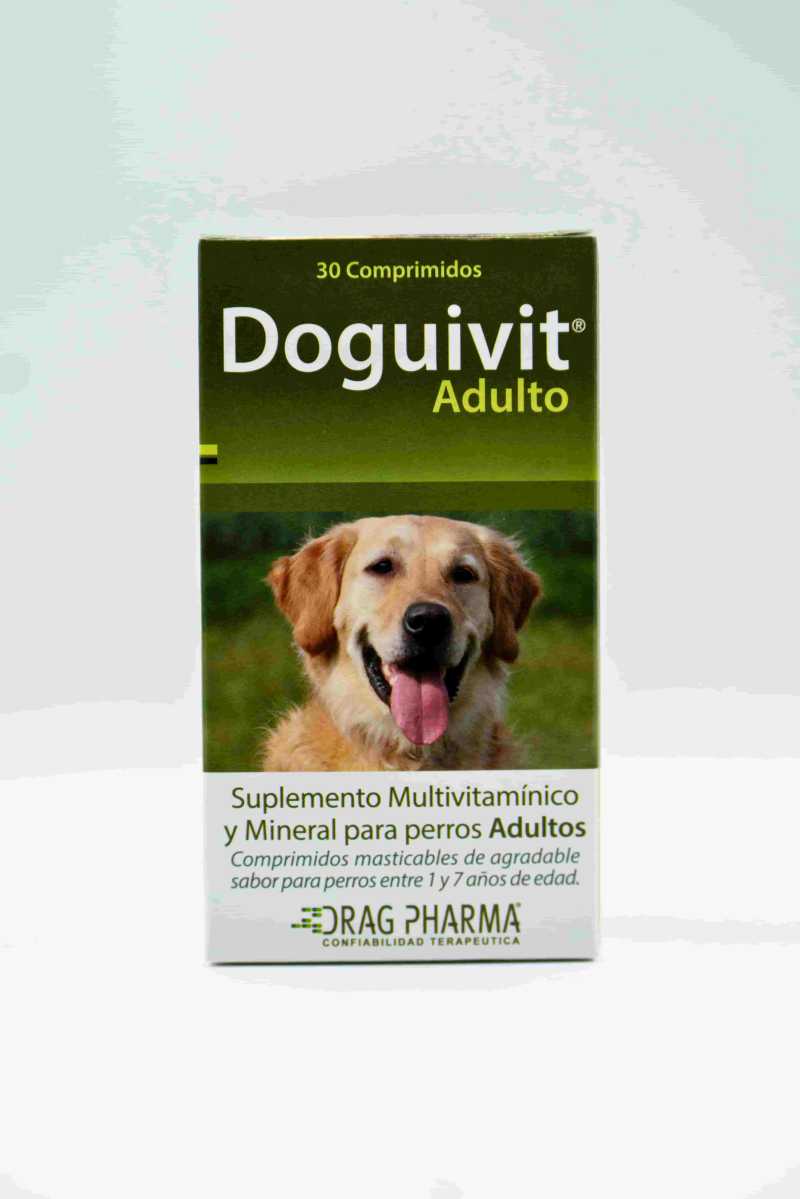 30 Comprimidos
Doguivit®
Adulto
Suplemento Multivitamínico
y Mineral para perros Adultos
Comprimidos masticables de agradable
sabor para perros entre 1 y 7 años de edad.
DRAG PHARMA®
CONFIABILIDAD TERAPEUTICA